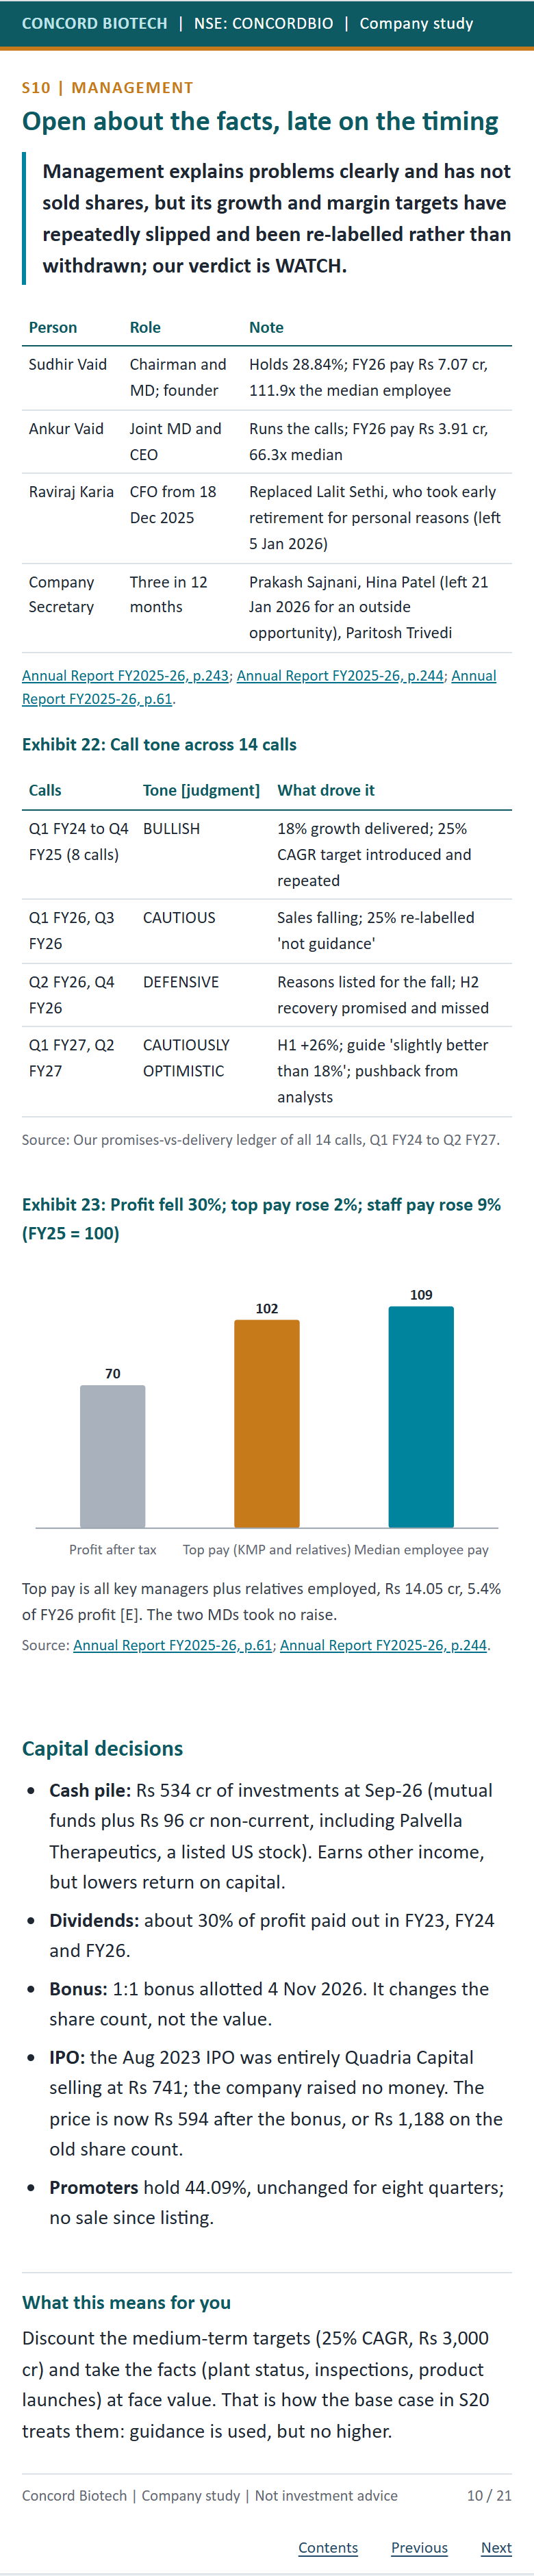 CONCORD BIOTECH | NSE: CONCORDBIO | Company study
S10 | MANAGEMENT
Open about the facts, late on the timing
Management explains problems clearly and has not
sold shares, but its growth and margin targets have
repeatedly slipped and been re-labelled rather than
withdrawn; our verdict is WATCH.
Person Role Note
Sudhir Vaid Chairman and MD; founder Holds 28.84%; FY26 pay Rs 7.07 cr, 111.9x the median employee
Ankur Vaid Joint MD and CEO Runs the calls; FY26 pay Rs 3.91 cr, 66.3x median
Raviraj Karia CFO from 18 Dec 2025 Replaced Lalit Sethi, who took early retirement for personal reasons (left 5 Jan 2026)
Company Secretary Three in 12 months Prakash Sajnani, Hina Patel (left 21 Jan 2026 for an outside opportunity), Paritosh Trivedi
Annual Report FY2025-26, p.243; Annual Report FY2025-26, p.244; Annual
Report FY2025-26, p.61.
Exhibit 22: Call tone across 14 calls
Calls Tone [judgment] What drove it
Q1 FY24 to Q4 FY25 (8 calls) BULLISH 18% growth delivered; 25% CAGR target introduced and repeated
Q1 FY26, Q3 FY26 CAUTIOUS Sales falling; 25% re-labelled 'not guidance'
Q2 FY26, Q4 FY26 DEFENSIVE Reasons listed for the fall; H2 recovery promised and missed
Q1 FY27, Q2 FY27 CAUTIOUSLY OPTIMISTIC H1 +26%; guide 'slightly better than 18%'; pushback from analysts
Source: Our promises-vs-delivery ledger of all 14 calls, Q1 FY24 to Q2 FY27.
Exhibit 23: Profit fell 30%; top pay rose 2%; staff pay rose 9%
(FY25 = 100)
70
102
109
Profit after tax Top pay (KMP and relatives) Median employee pay
Top pay is all key managers plus relatives employed, Rs 14.05 cr, 5.4%
of FY26 profit [E]. The two MDs took no raise.
Source: Annual Report FY2025-26, p.61; Annual Report FY2025-26, p.244.
Capital decisions
• Cash pile: Rs 534 cr of investments at Sep-26 (mutual
funds plus Rs 96 cr non-current, including Palvella
Therapeutics, a listed US stock). Earns other income,
but lowers return on capital.
• Dividends: about 30% of profit paid out in FY23, FY24
and FY26.
• Bonus: 1:1 bonus allotted 4 Nov 2026. It changes the
share count, not the value.
• IPO: the Aug 2023 IPO was entirely Quadria Capital
selling at Rs 741; the company raised no money. The
price is now Rs 594 after the bonus, or Rs 1,188 on the
old share count.
• Promoters hold 44.09%, unchanged for eight quarters;
no sale since listing.
What this means for you
Discount the medium-term targets (25% CAGR, Rs 3,000
cr) and take the facts (plant status, inspections, product
launches) at face value. That is how the base case in S20
treats them: guidance is used, but no higher.
Concord Biotech | Company study | Not investment advice 10 / 21
Contents Previous Next